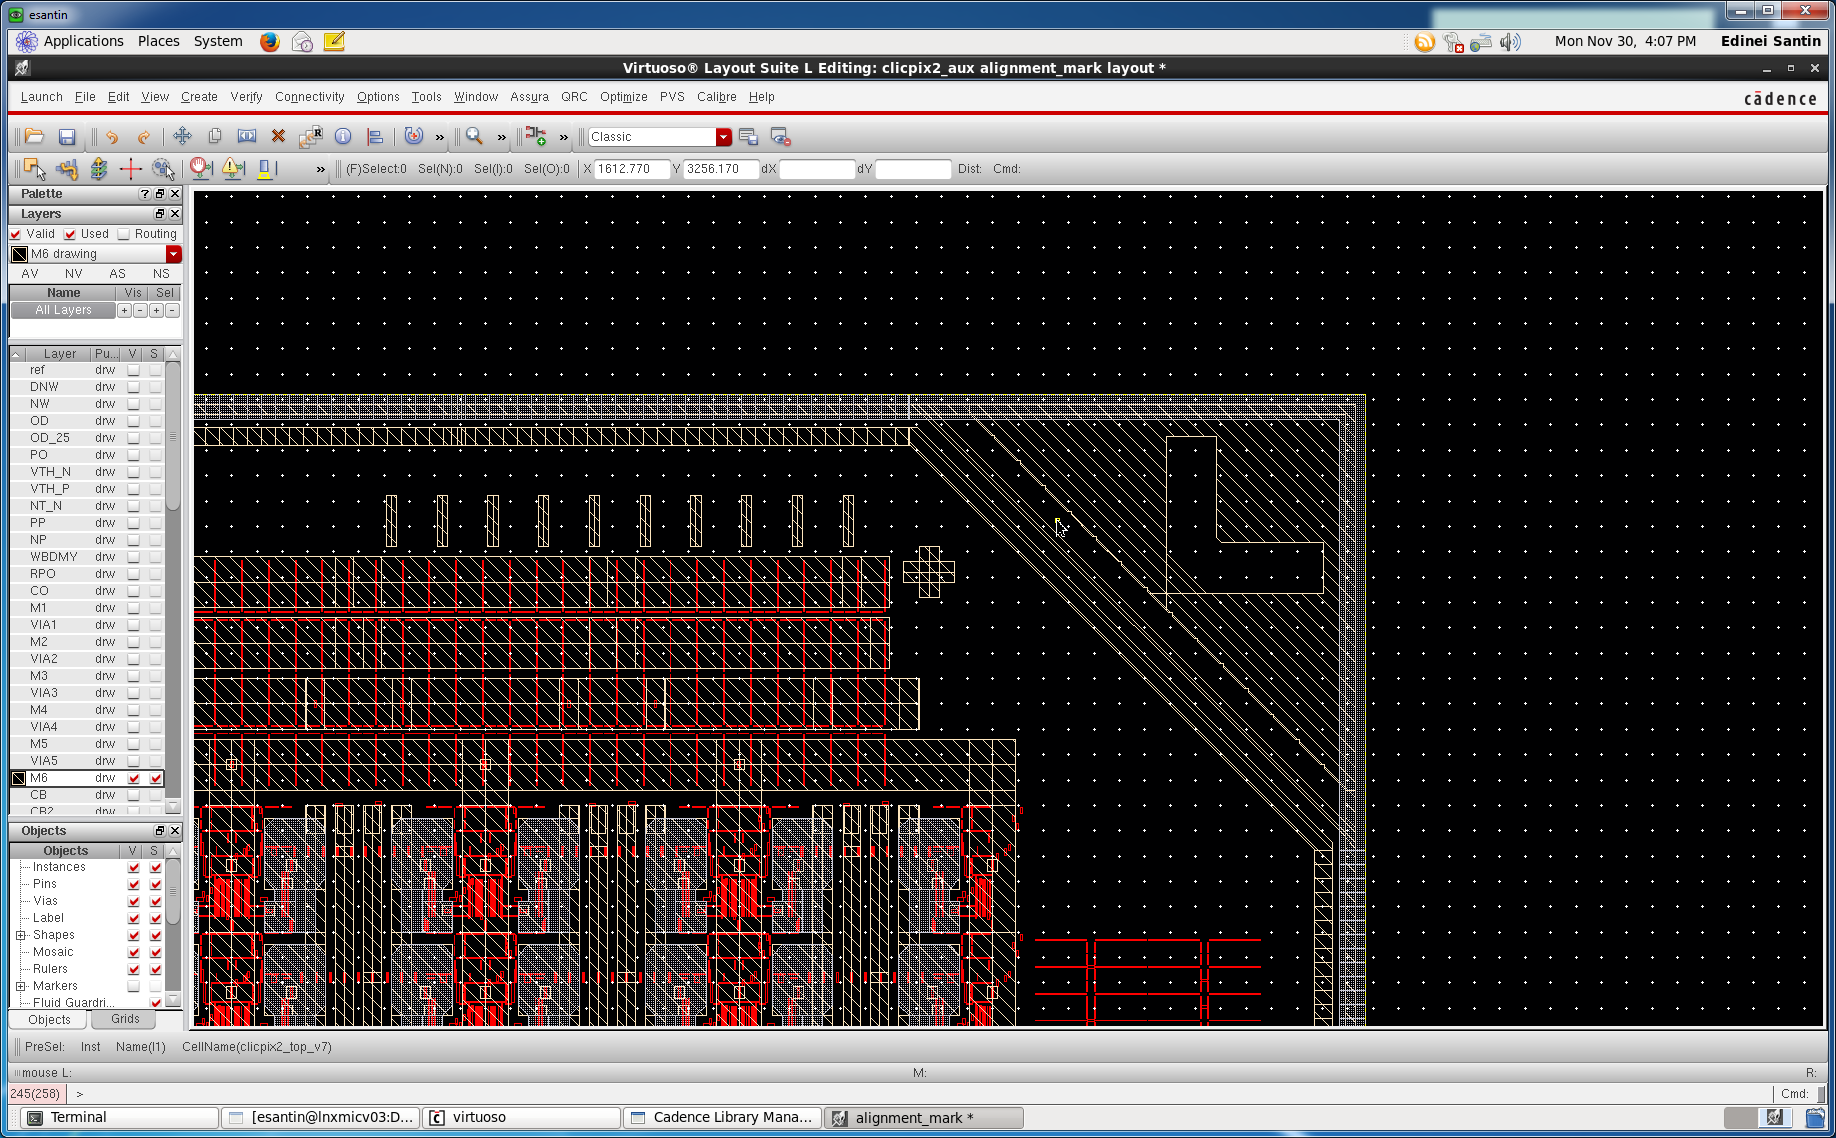 esantin
Applications Places System
Mon Nov 30, 4:07 PM Edinei Santin
Virtuoso® Layout Suite L Editing: clicpix2_aux alignment_mark layout *
Launch File Edit View Create Verify Connectivity Options Tools Window Assura QRC Optimize PVS Calibre Help
cādence
» » » Classic
» (F)Select:0 Sel(N):0 Sel(I):0 Sel(O):0 X 1612.770 Y 3256.170 dX dY Dist: Cmd:
Palette
Layers
Valid Used Routing
M6 drawing
AV NV AS NS
Name Vis Sel
All Layers + - + -
Layer Pu... V S
ref drw
DNW drw
NW drw
OD drw
OD_25 drw
PO drw
VTH_N drw
VTH_P drw
NT_N drw
PP drw
NP drw
WBDMY drw
RPO drw
CO drw
M1 drw
VIA1 drw
M2 drw
VIA2 drw
M3 drw
VIA3 drw
M4 drw
VIA4 drw
M5 drw
VIA5 drw
M6 drw
CB drw
CB2 drw
Objects
Objects V S
Instances
Pins
Vias
Label
Shapes
Mosaic
Rulers
Markers
Fluid Guardri...
Objects Grids
PreSel: Inst Name(I1) CellName(clicpix2_top_v7)
mouse L: M: R:
245(258) > Cmd:
Terminal [esantin@lnxmicv03:D... virtuoso Cadence Library Mana... alignment_mark *